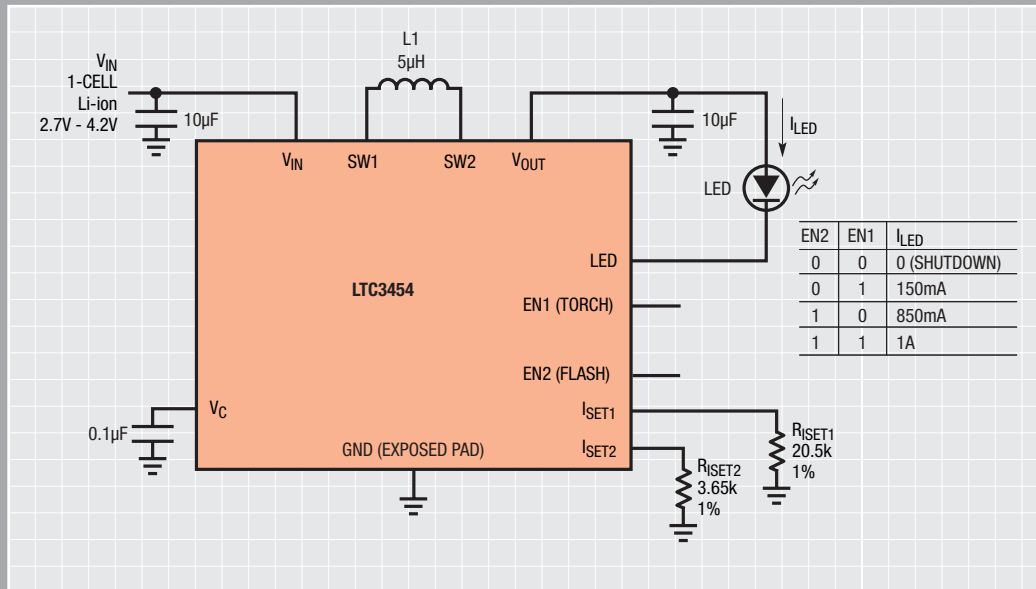 L1
5µH
VIN
1-CELL
Li-ion
2.7V - 4.2V
10µF
10µF
ILED
VIN
SW1
SW2
VOUT
LED
LED
LTC3454
EN1 (TORCH)
EN2 (FLASH)
VC
0.1µF
ISET1
ISET2
GND (EXPOSED PAD)
RISET1
20.5k
1%
RISET2
3.65k
1%
EN2 EN1 ILED
0 0 0 (SHUTDOWN)
0 1 150mA
1 0 850mA
1 1 1A